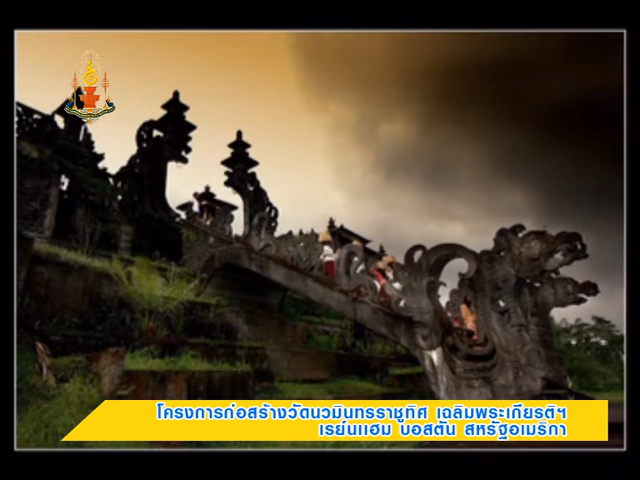 โครงการก่อสร้างวัดนวมินทรราชูทิศ เฉลิมพระเกียรติฯ
เรย์นแฮม บอสตัน สหรัฐอเมริกา